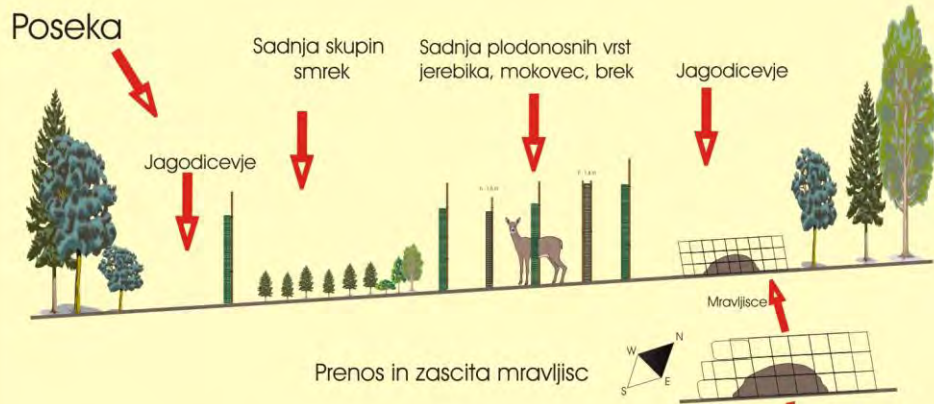 Poseka
Sadnja skupin
smrek
Sadnja plodonosnih vrst
jerebika, mokovec, brek
Jagodicevje
Jagodicevje
Mravljisce
Prenos in zascita mravljisc
N
W
E
S